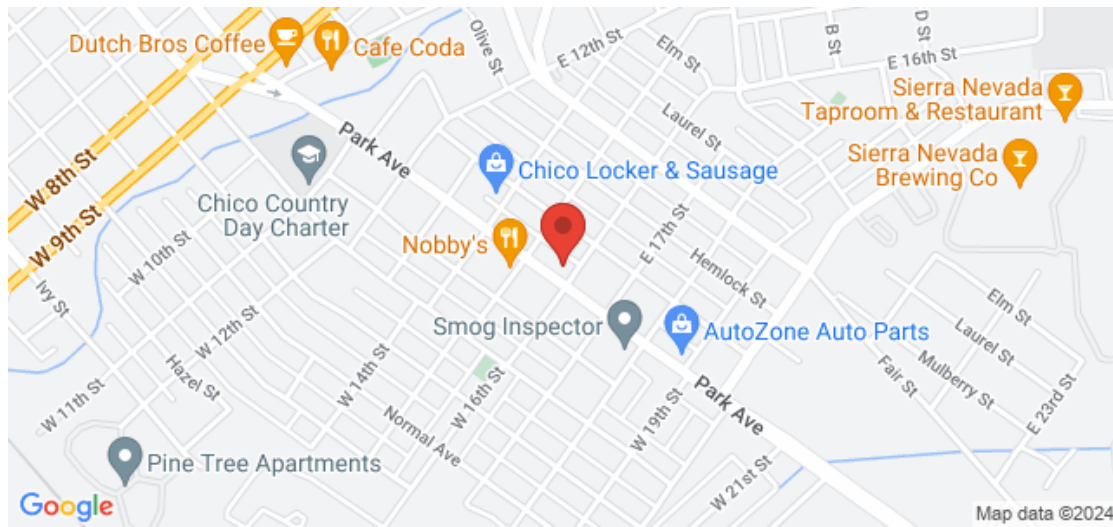 Dutch Bros Coffee
Cafe Coda
Olive St
E 12th St
Elm St
B St
D St
E 16th St
Sierra Nevada
Taproom & Restaurant
Laurel St
Park Ave
W 8th St
Chico Country
Day Charter
Chico Locker & Sausage
Sierra Nevada
Brewing Co
W 9th St
W 10th St
Nobby's
E 17th St
Hemlock St
Ivy St
W 12th St
Smog Inspector
AutoZone Auto Parts
Elm St
Laurel St
Hazel St
W 14th St
W 11th St
W 16th St
Normal Ave
W 19th St
Park Ave
Fair St
Mulberry St
E 23rd St
Pine Tree Apartments
W 21st St
Google
Map data ©2024